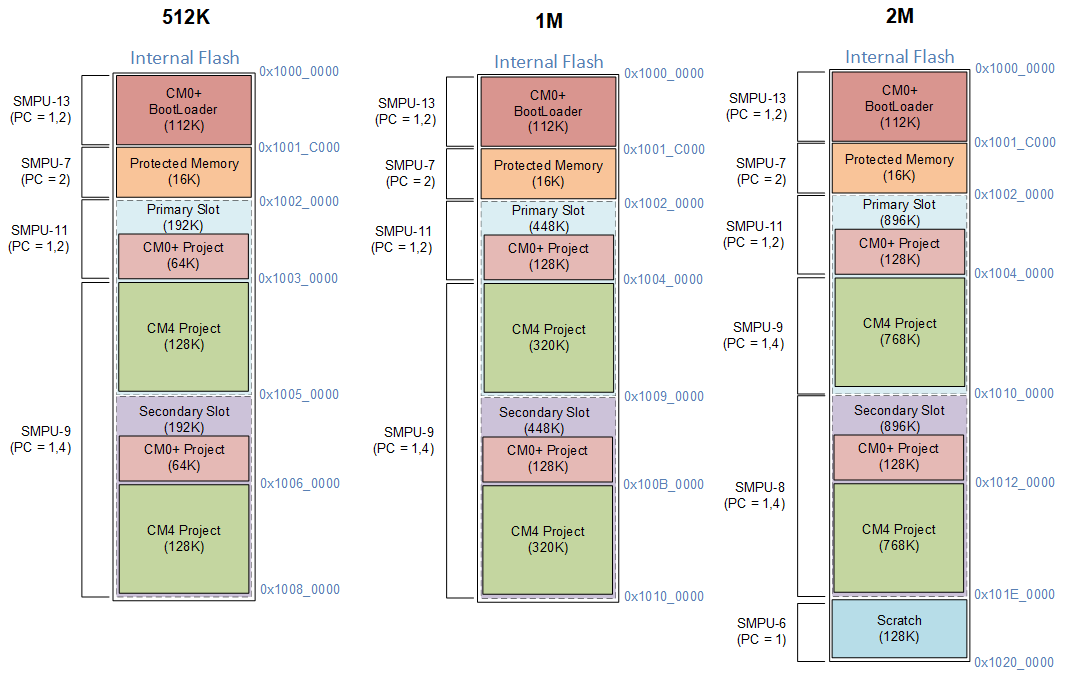 512K
Internal Flash
0x1000_0000
SMPU-13
(PC = 1,2)
CM0+
BootLoader
(112K)
0x1001_C000
SMPU-7
(PC = 2)
Protected Memory
(16K)
0x1002_0000
SMPU-11
(PC = 1,2)
Primary Slot
(192K)
CM0+ Project
(64K)
0x1003_0000
CM4 Project
(128K)
0x1005_0000
SMPU-9
(PC = 1,4)
Secondary Slot
(192K)
CM0+ Project
(64K)
0x1006_0000
CM4 Project
(128K)
0x1008_0000
1M
Internal Flash
0x1000_0000
SMPU-13
(PC = 1,2)
CM0+
BootLoader
(112K)
0x1001_C000
SMPU-7
(PC = 2)
Protected Memory
(16K)
0x1002_0000
SMPU-11
(PC = 1,2)
Primary Slot
(448K)
CM0+ Project
(128K)
0x1004_0000
CM4 Project
(320K)
0x1009_0000
SMPU-9
(PC = 1,4)
Secondary Slot
(448K)
CM0+ Project
(128K)
0x100B_0000
CM4 Project
(320K)
0x1010_0000
2M
Internal Flash
0x1000_0000
SMPU-13
(PC = 1,2)
CM0+
BootLoader
(112K)
0x1001_C000
SMPU-7
(PC = 2)
Protected Memory
(16K)
0x1002_0000
SMPU-11
(PC = 1,2)
Primary Slot
(896K)
CM0+ Project
(128K)
0x1004_0000
SMPU-9
(PC = 1,4)
CM4 Project
(768K)
0x1010_0000
Secondary Slot
(896K)
CM0+ Project
(128K)
0x1012_0000
SMPU-8
(PC = 1,4)
CM4 Project
(768K)
0x101E_0000
SMPU-6
(PC = 1)
Scratch
(128K)
0x1020_0000